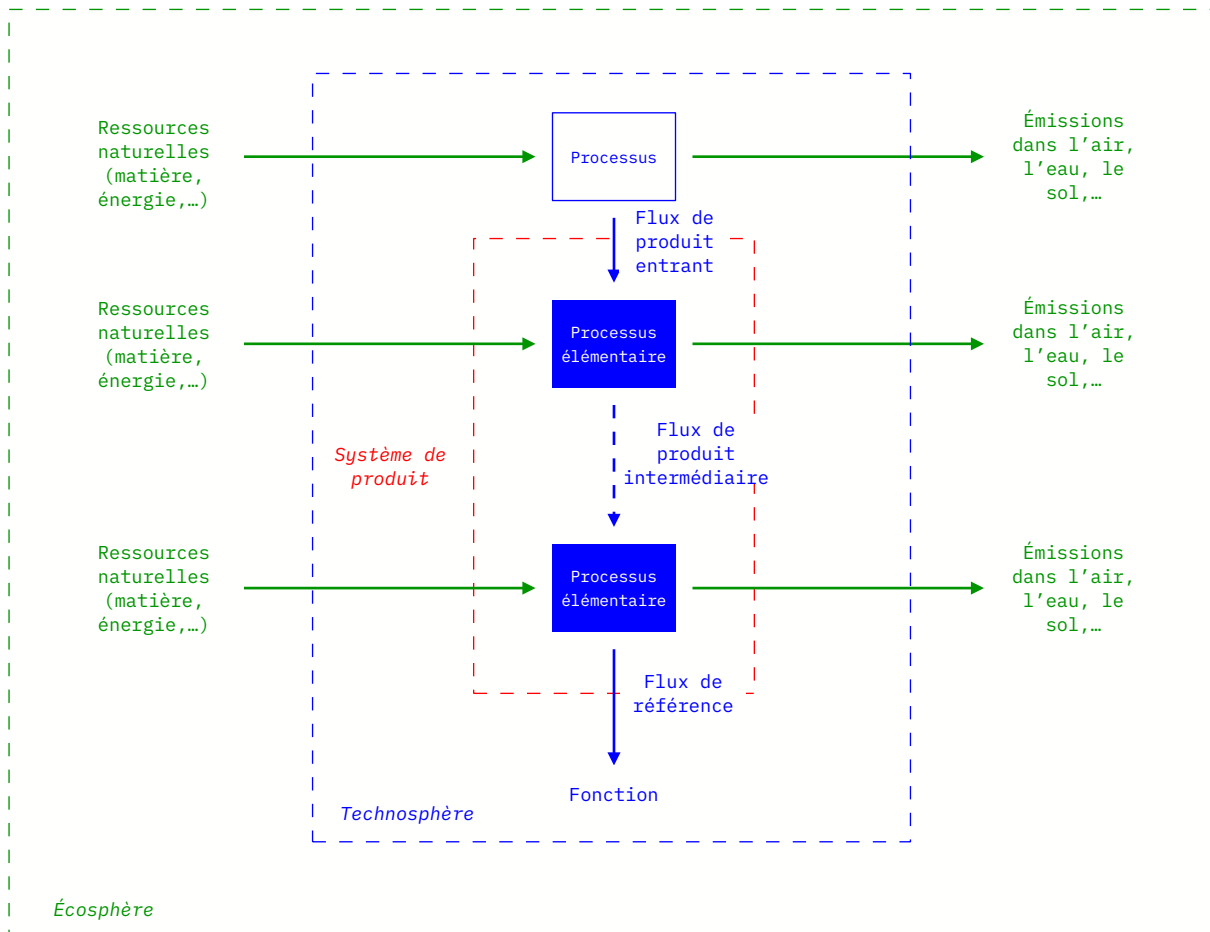 Ressources
naturelles
(matière,
énergie,…)
Processus
Émissions
dans l’air,
l’eau, le
sol,…
Flux de
produit
entrant
Ressources
naturelles
(matière,
énergie,…)
Processus
élémentaire
Émissions
dans l’air,
l’eau, le
sol,…
Système de
produit
Flux de
produit
intermédiaire
Ressources
naturelles
(matière,
énergie,…)
Processus
élémentaire
Émissions
dans l’air,
l’eau, le
sol,…
Flux de
référence
Fonction
Technosphère
Écosphère